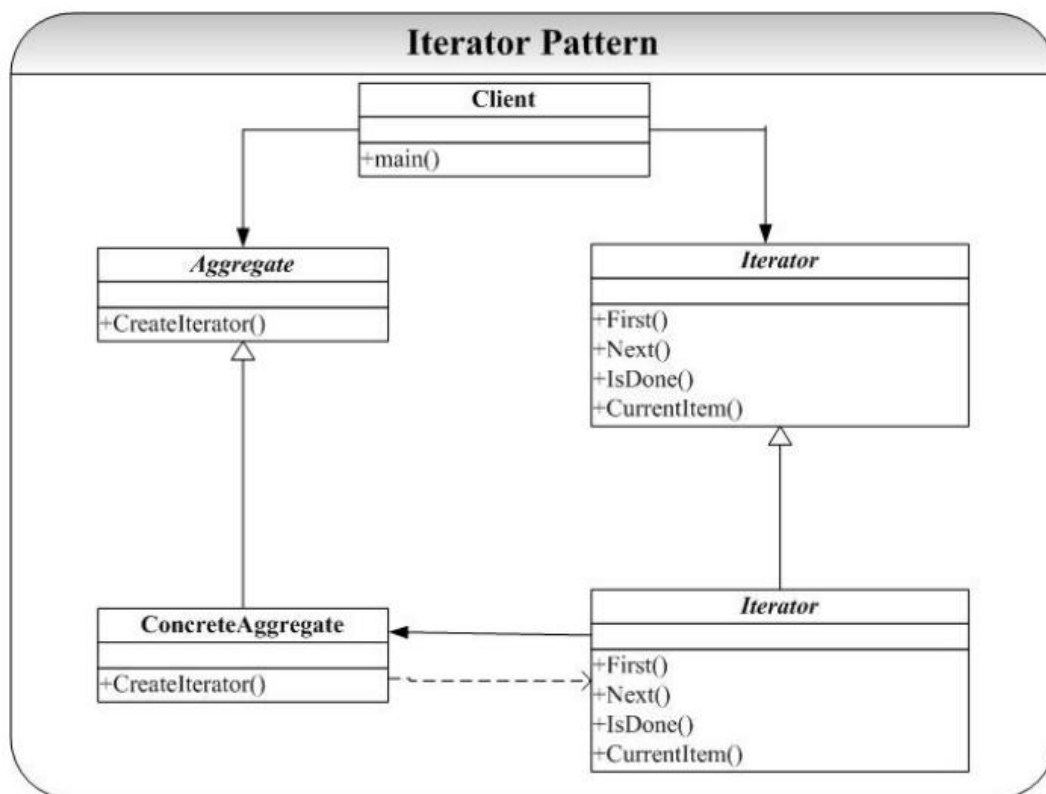 Iterator Pattern
Client
+main()
Aggregate
+CreateIterator()
Iterator
+First()
+Next()
+IsDone()
+CurrentItem()
ConcreteAggregate
+CreateIterator()
Iterator
+First()
+Next()
+IsDone()
+CurrentItem()